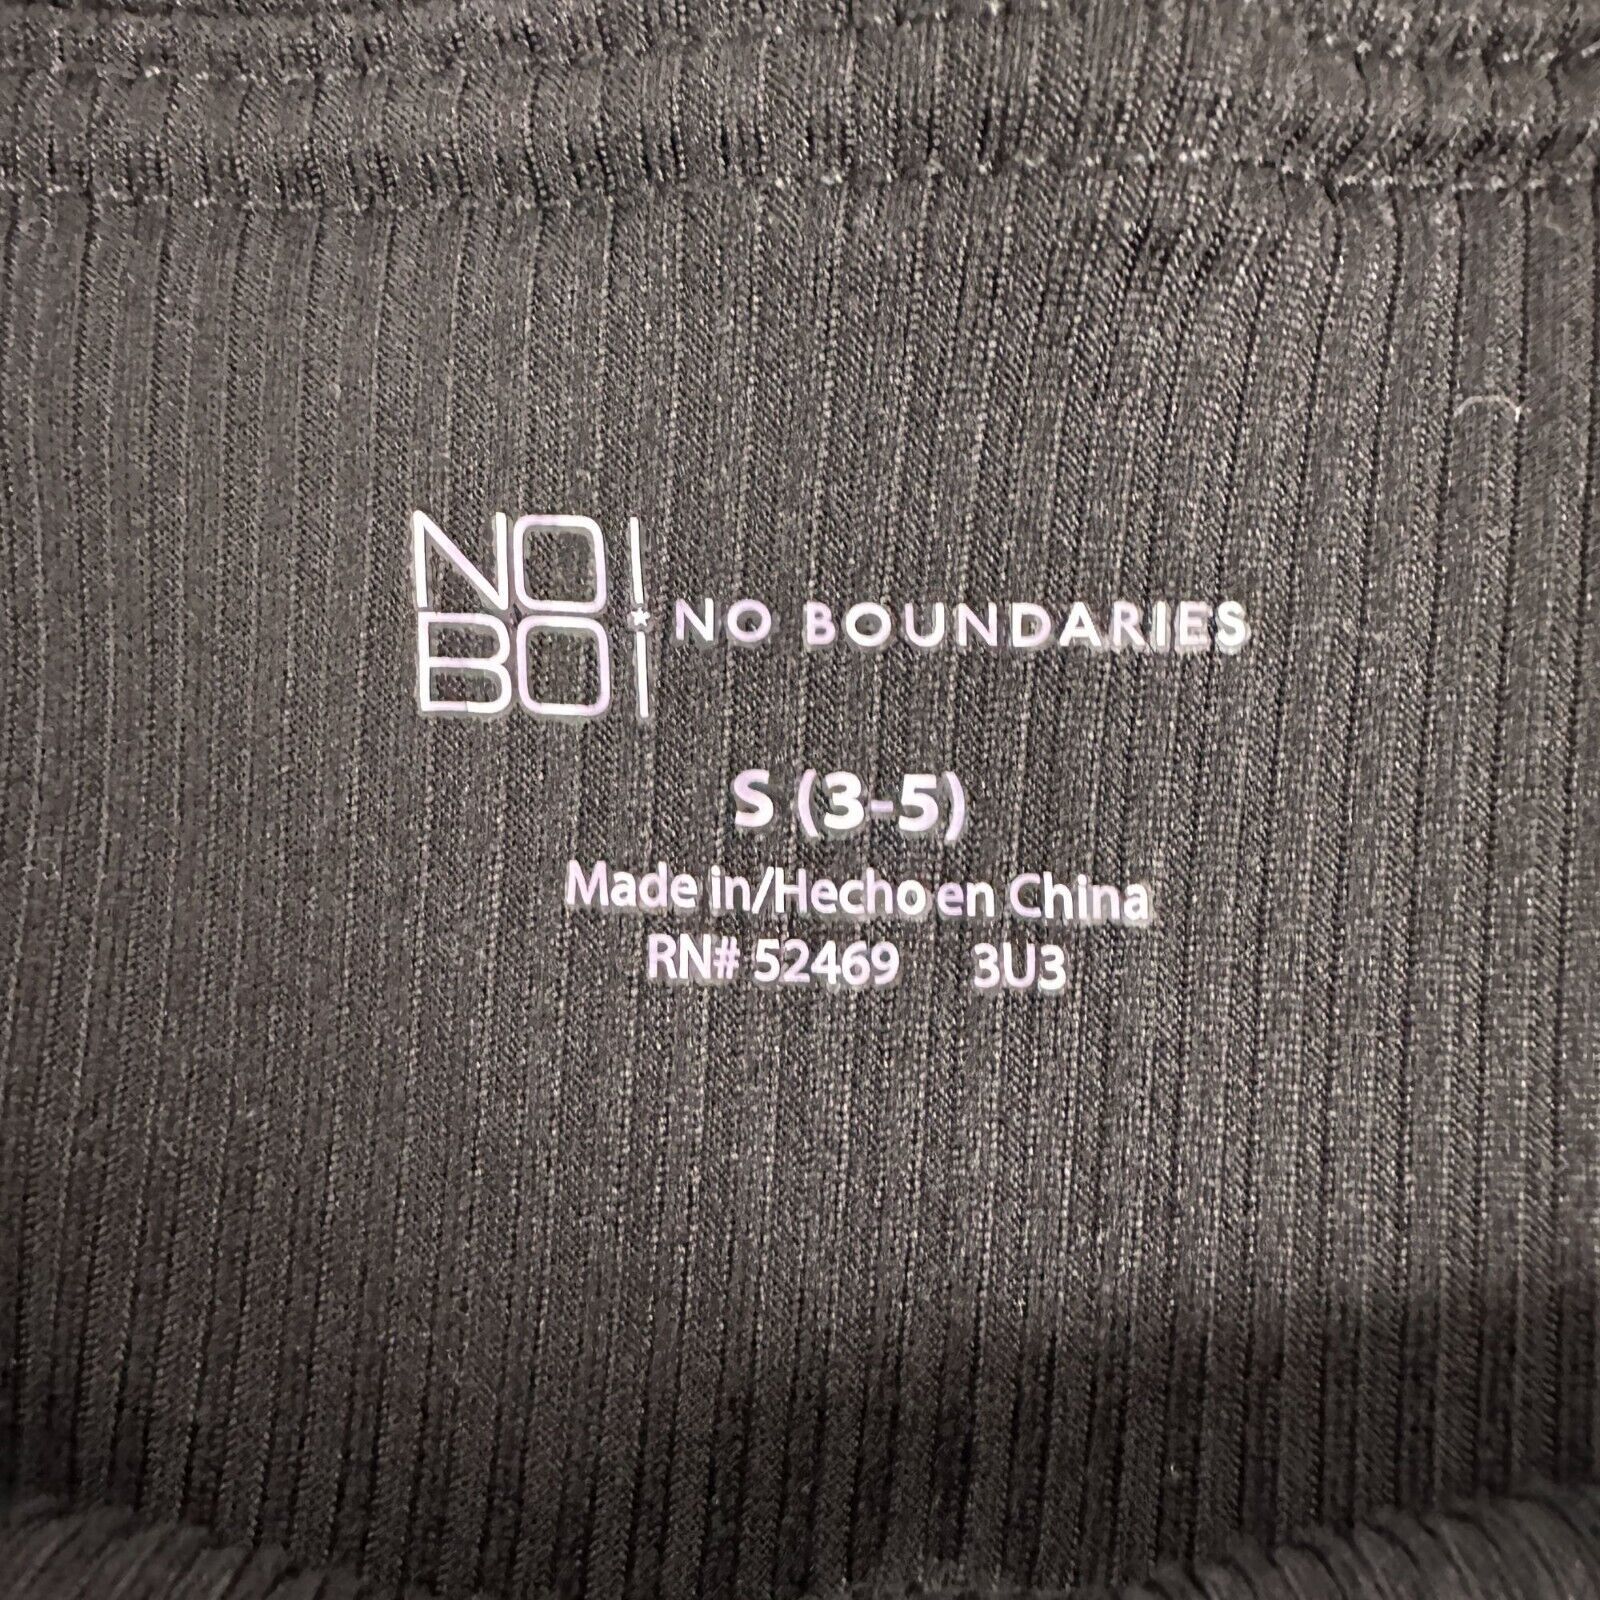 NO
BO
NO BOUNDARIES
S (3-5)
Made in/Hecho en China
RN# 52469 3U3